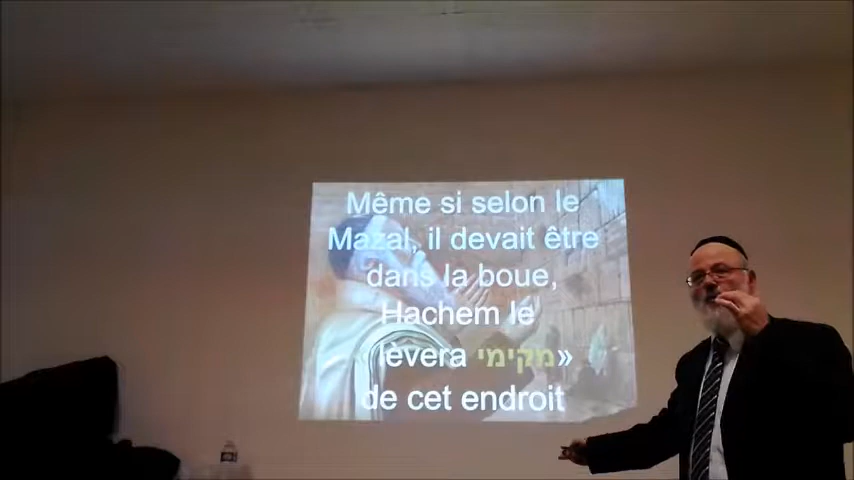 Même si selon le
Mazal, il devait être
dans la boue,
Hachem le
« lèvera מקימי»
de cet endroit